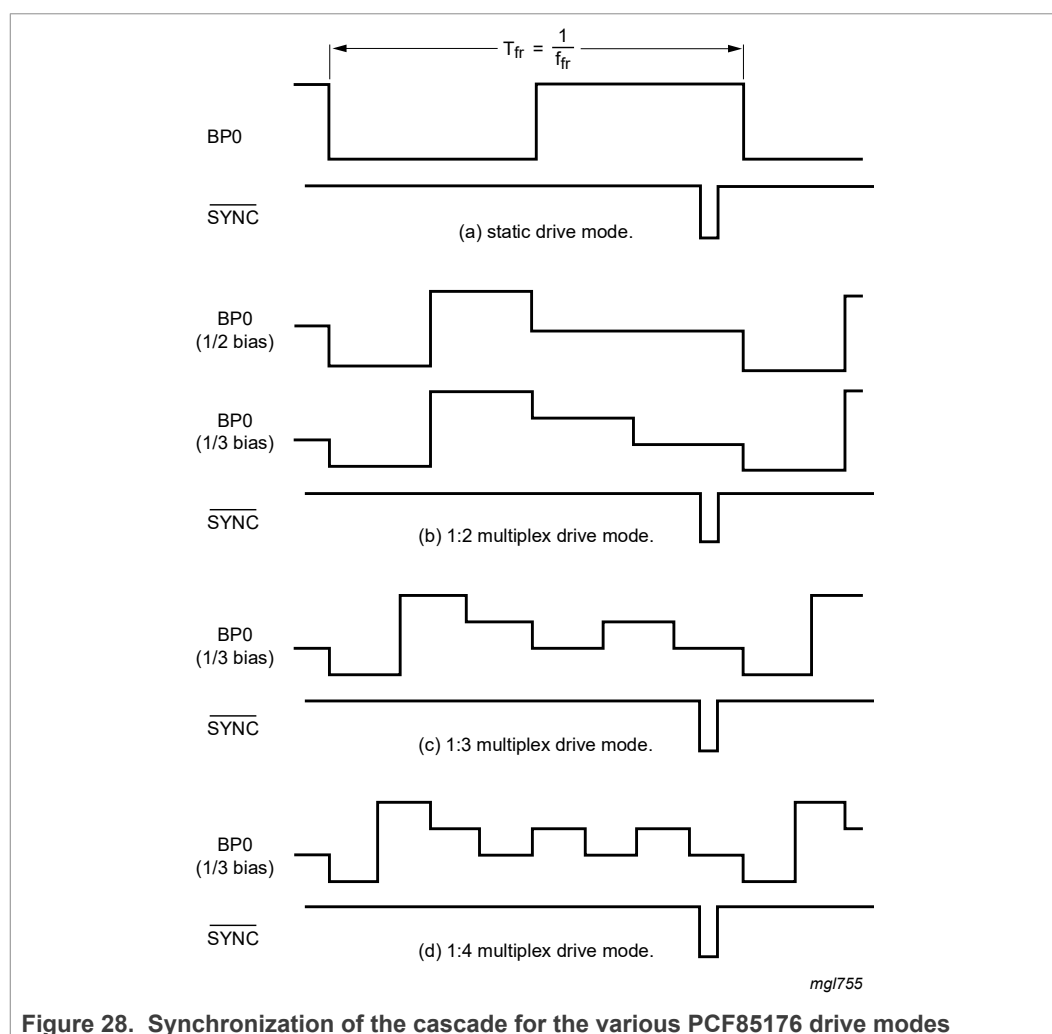 T_fr = 1/f_fr
BP0
SYNC
(a) static drive mode.
BP0
(1/2 bias)
BP0
(1/3 bias)
SYNC
(b) 1:2 multiplex drive mode.
BP0
(1/3 bias)
SYNC
(c) 1:3 multiplex drive mode.
BP0
(1/3 bias)
SYNC
(d) 1:4 multiplex drive mode.
mgl755
Figure 28. Synchronization of the cascade for the various PCF85176 drive modes